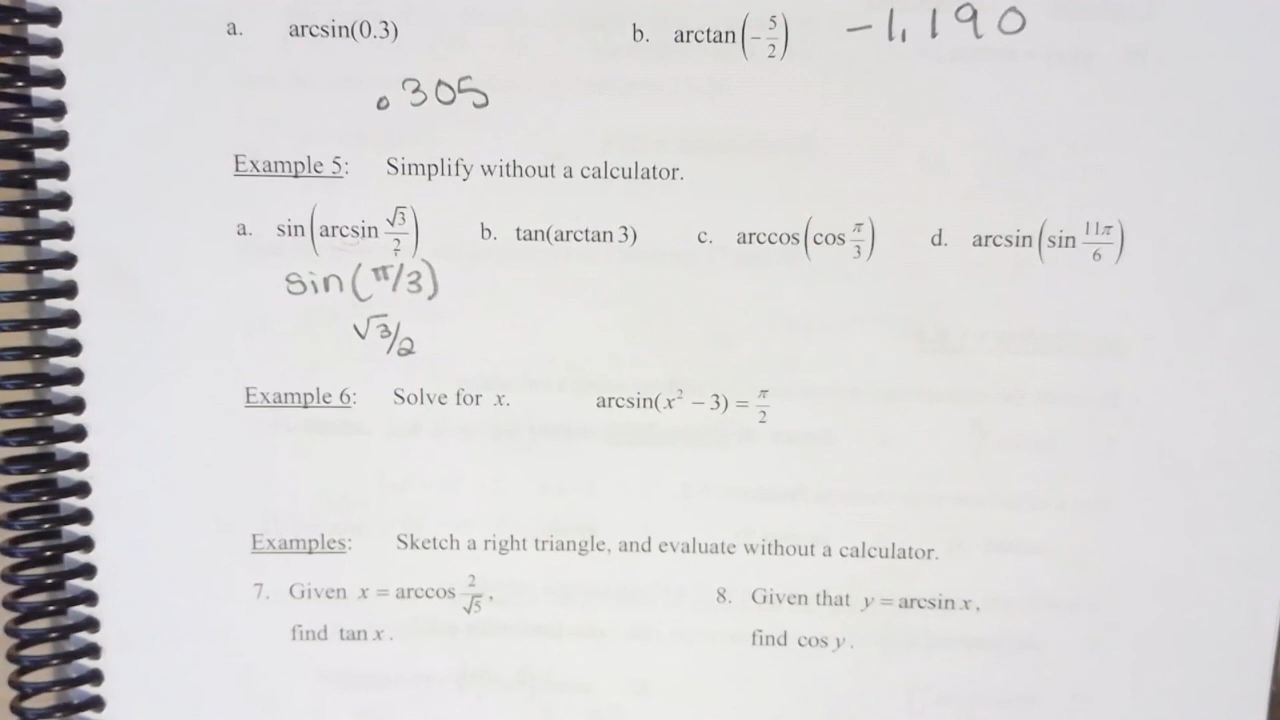 a. arcsin(0.3) b. arctan(-5/2) -1.190
.305
Example 5: Simplify without a calculator.
a. sin(arcsin √3/2) b. tan(arctan 3) c. arccos(cos π/3) d. arcsin(sin 11π/6)
sin(π/3)
√3/2
Example 6: Solve for x. arcsin(x² – 3) = π/2
Examples: Sketch a right triangle, and evaluate without a calculator.
7. Given x = arccos 2/√5, 8. Given that y = arcsin x,
find tan x. find cos y.